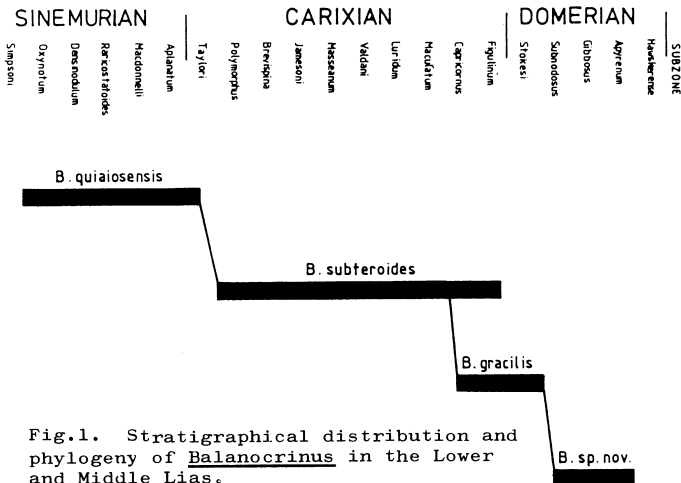 SINEMURIAN CARIXIAN DOMERIAN
Simpsoni Oxynotum Densinodulum Raricostatoides Macdonnelli Aplanatum Taylori Polymorphus Brevispina Jamesoni Masseanum Valdani Luridum Maculatum Capricornus Figulinum Stokesi Subnodosus Gibbosus Apyrenum Hawskerense SUBZONE
B. quiaiosensis
B. subteroides
B. gracilis
B. sp. nov.
Fig.1. Stratigraphical distribution and
phylogeny of Balanocrinus in the Lower
and Middle Lias.